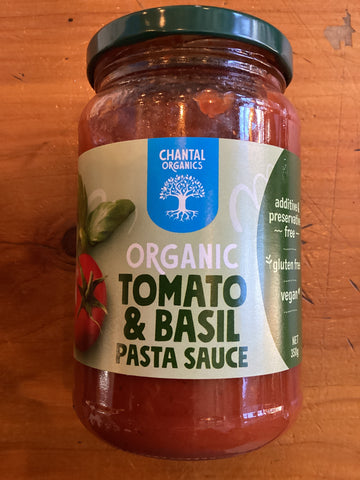 CHANTAL
ORGANICS
ORGANIC
TOMATO
& BASIL
PASTA SAUCE
additive &
preservative
free
gluten free
vegan
NET